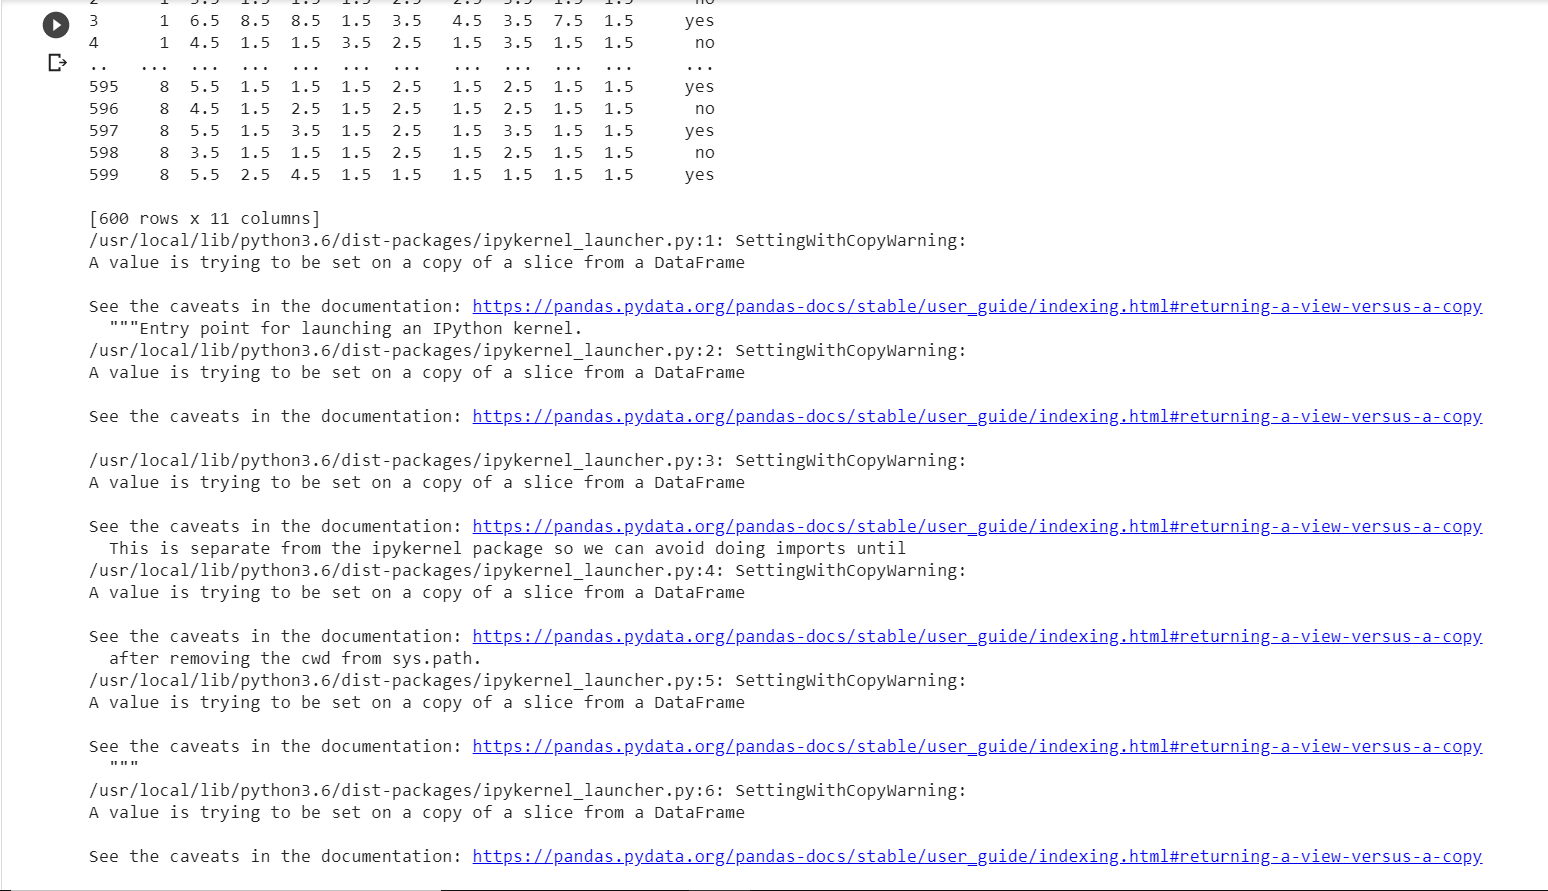 3      1  6.5  8.5  8.5  1.5  3.5   4.5  3.5  7.5  1.5     yes
4      1  4.5  1.5  1.5  3.5  2.5   1.5  3.5  1.5  1.5      no
..   ...  ...  ...  ...  ...  ...   ...  ...  ...  ...     ...
595    8  5.5  1.5  1.5  1.5  2.5   1.5  2.5  1.5  1.5     yes
596    8  4.5  1.5  2.5  1.5  2.5   1.5  2.5  1.5  1.5      no
597    8  5.5  1.5  3.5  1.5  2.5   1.5  3.5  1.5  1.5     yes
598    8  3.5  1.5  1.5  1.5  2.5   1.5  2.5  1.5  1.5      no
599    8  5.5  2.5  4.5  1.5  1.5   1.5  1.5  1.5  1.5     yes
[600 rows x 11 columns]
/usr/local/lib/python3.6/dist-packages/ipykernel_launcher.py:1: SettingWithCopyWarning:
A value is trying to be set on a copy of a slice from a DataFrame
See the caveats in the documentation: https://pandas.pydata.org/pandas-docs/stable/user_guide/indexing.html#returning-a-view-versus-a-copy
"""Entry point for launching an IPython kernel.
/usr/local/lib/python3.6/dist-packages/ipykernel_launcher.py:2: SettingWithCopyWarning:
A value is trying to be set on a copy of a slice from a DataFrame
See the caveats in the documentation: https://pandas.pydata.org/pandas-docs/stable/user_guide/indexing.html#returning-a-view-versus-a-copy
/usr/local/lib/python3.6/dist-packages/ipykernel_launcher.py:3: SettingWithCopyWarning:
A value is trying to be set on a copy of a slice from a DataFrame
See the caveats in the documentation: https://pandas.pydata.org/pandas-docs/stable/user_guide/indexing.html#returning-a-view-versus-a-copy
This is separate from the ipykernel package so we can avoid doing imports until
/usr/local/lib/python3.6/dist-packages/ipykernel_launcher.py:4: SettingWithCopyWarning:
A value is trying to be set on a copy of a slice from a DataFrame
See the caveats in the documentation: https://pandas.pydata.org/pandas-docs/stable/user_guide/indexing.html#returning-a-view-versus-a-copy
after removing the cwd from sys.path.
/usr/local/lib/python3.6/dist-packages/ipykernel_launcher.py:5: SettingWithCopyWarning:
A value is trying to be set on a copy of a slice from a DataFrame
See the caveats in the documentation: https://pandas.pydata.org/pandas-docs/stable/user_guide/indexing.html#returning-a-view-versus-a-copy
"""
/usr/local/lib/python3.6/dist-packages/ipykernel_launcher.py:6: SettingWithCopyWarning:
A value is trying to be set on a copy of a slice from a DataFrame
See the caveats in the documentation: https://pandas.pydata.org/pandas-docs/stable/user_guide/indexing.html#returning-a-view-versus-a-copy